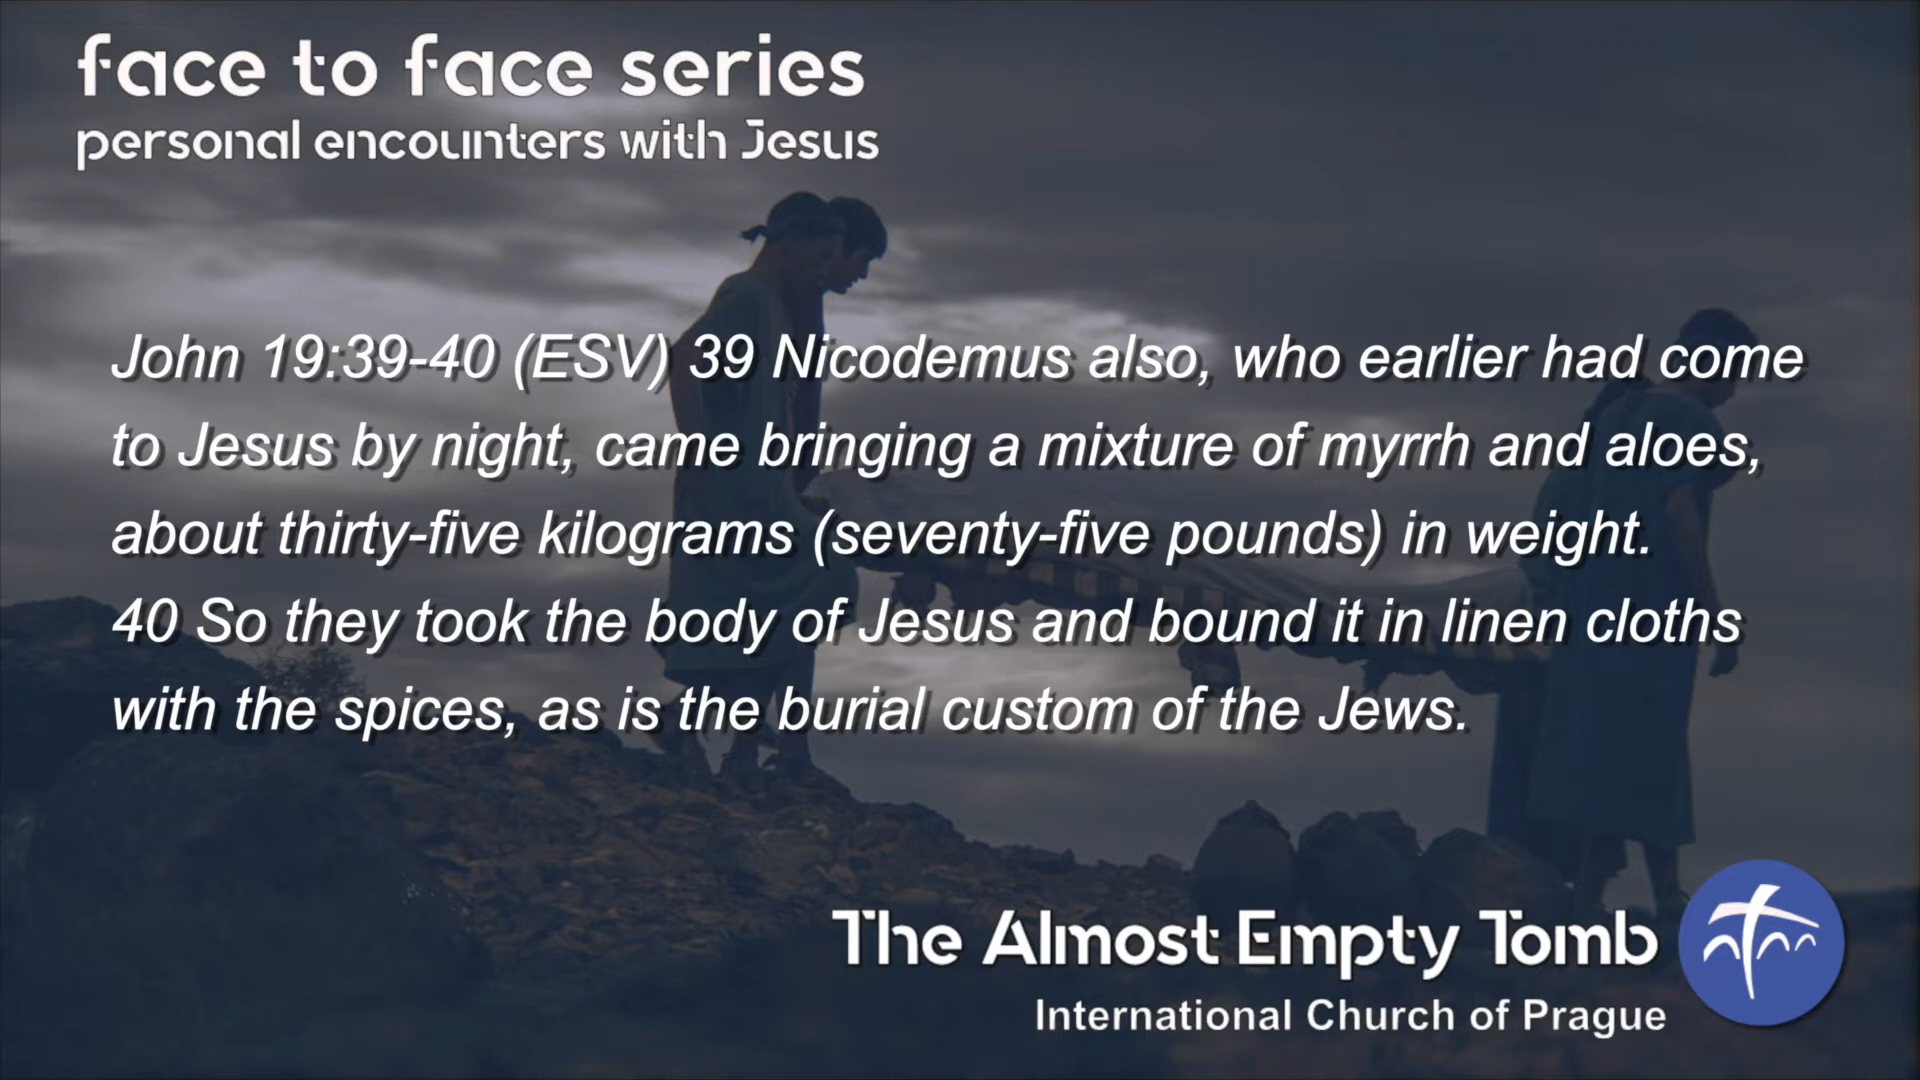 face to face series
personal encounters with Jesus
John 19:39-40 (ESV) 39 Nicodemus also, who earlier had come
to Jesus by night, came bringing a mixture of myrrh and aloes,
about thirty-five kilograms (seventy-five pounds) in weight.
40 So they took the body of Jesus and bound it in linen cloths
with the spices, as is the burial custom of the Jews.
The Almost Empty Tomb
International Church of Prague